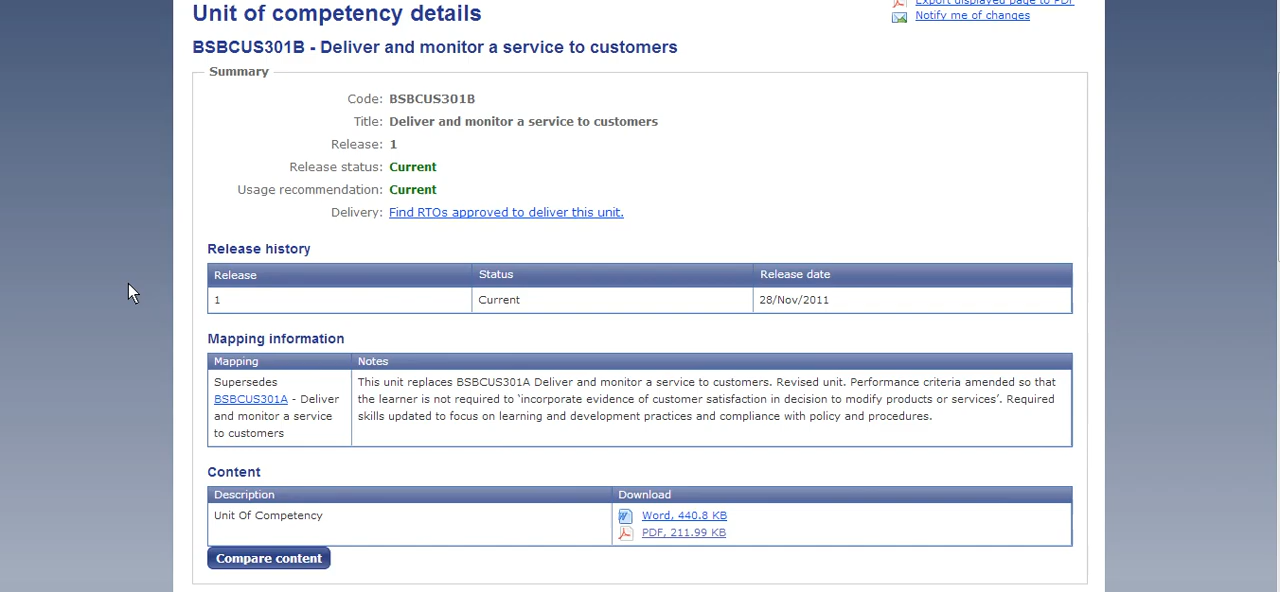 Export displayed page to PDF
Unit of competency details
Notify me of changes
BSBCUS301B - Deliver and monitor a service to customers
Summary
Code: BSBCUS301B
Title: Deliver and monitor a service to customers
Release: 1
Release status: Current
Usage recommendation: Current
Delivery: Find RTOs approved to deliver this unit.
Release history
Release Status Release date
1 Current 28/Nov/2011
Mapping information
Mapping Notes
Supersedes
BSBCUS301A - Deliver
and monitor a service
to customers
This unit replaces BSBCUS301A Deliver and monitor a service to customers. Revised unit. Performance criteria amended so that
the learner is not required to ‘incorporate evidence of customer satisfaction in decision to modify products or services’. Required
skills updated to focus on learning and development practices and compliance with policy and procedures.
Content
Description Download
Unit Of Competency Word, 440.8 KB
PDF, 211.99 KB
Compare content